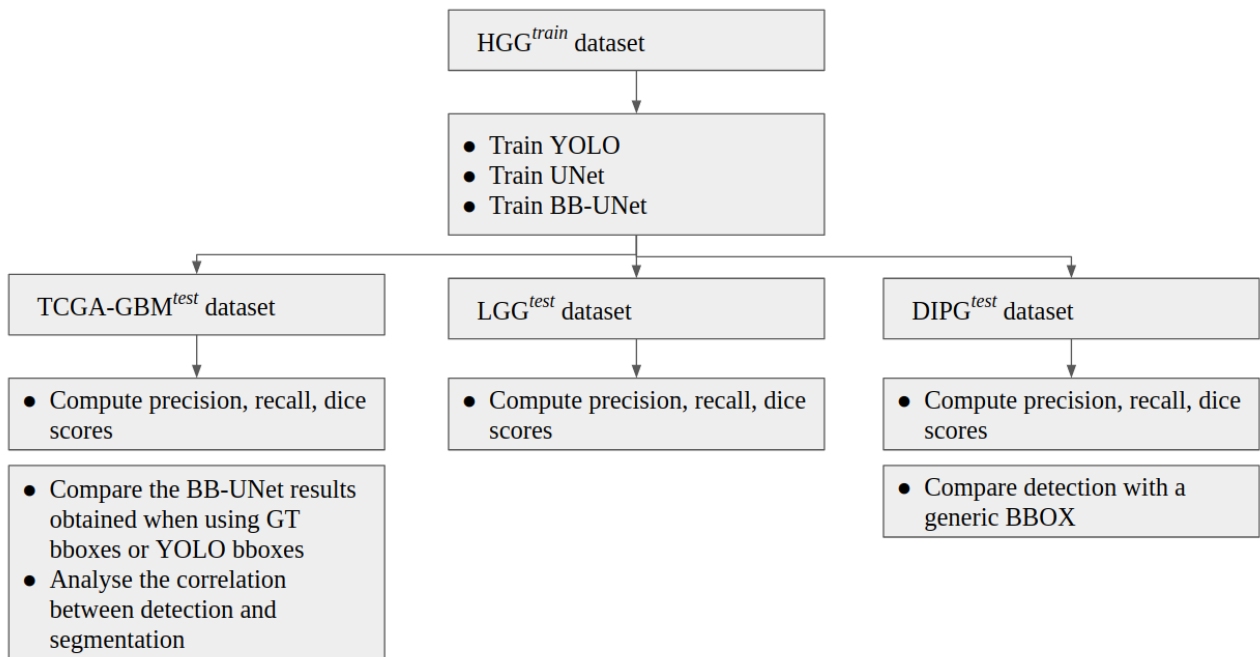 HGG^train dataset
● Train YOLO
● Train UNet
● Train BB-UNet
TCGA-GBM^test dataset
LGG^test dataset
DIPG^test dataset
● Compute precision, recall, dice
scores
● Compute precision, recall, dice
scores
● Compute precision, recall, dice
scores
● Compare the BB-UNet results
obtained when using GT
bboxes or YOLO bboxes
● Analyse the correlation
between detection and
segmentation
● Compare detection with a
generic BBOX